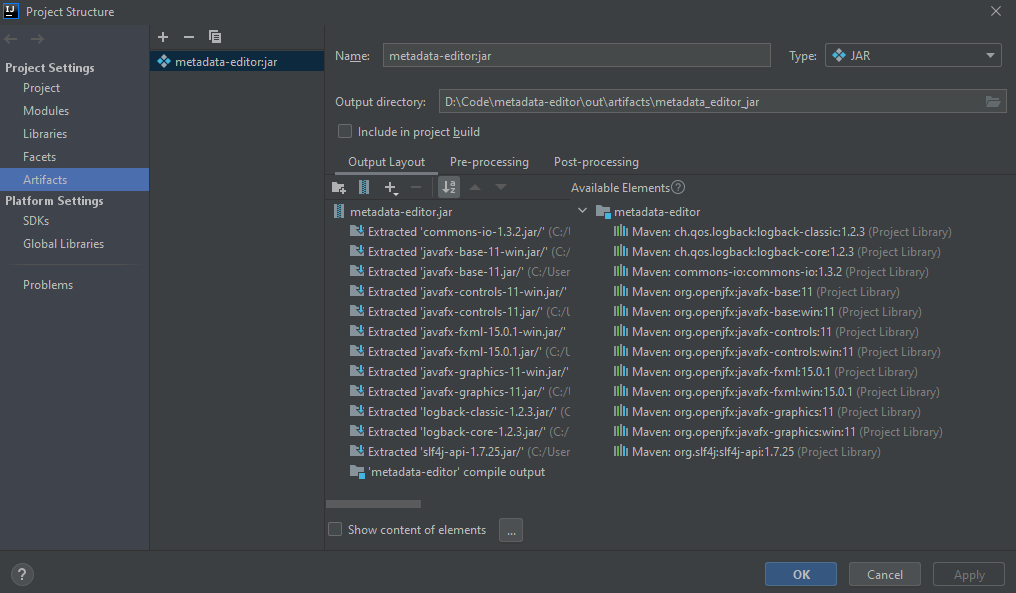 IJ Project Structure
Project Settings
Project
Modules
Libraries
Facets
Artifacts
Platform Settings
SDKs
Global Libraries
Problems
metadata-editor:jar
Name: metadata-editor:jar Type: JAR
Output directory: D:\Code\metadata-editor\out\artifacts\metadata_editor_jar
Include in project build
Output Layout Pre-processing Post-processing
Available Elements
metadata-editor.jar
Extracted 'commons-io-1.3.2.jar/' (C:/U
Extracted 'javafx-base-11-win.jar/' (C:/
Extracted 'javafx-base-11.jar/' (C:/User
Extracted 'javafx-controls-11-win.jar/'
Extracted 'javafx-controls-11.jar/' (C:/U
Extracted 'javafx-fxml-15.0.1-win.jar/'
Extracted 'javafx-fxml-15.0.1.jar/' (C:/U
Extracted 'javafx-graphics-11-win.jar/'
Extracted 'javafx-graphics-11.jar/' (C:/U
Extracted 'logback-classic-1.2.3.jar/' (C
Extracted 'logback-core-1.2.3.jar/' (C:/
Extracted 'slf4j-api-1.7.25.jar/' (C:/User
'metadata-editor' compile output
metadata-editor
Maven: ch.qos.logback:logback-classic:1.2.3 (Project Library)
Maven: ch.qos.logback:logback-core:1.2.3 (Project Library)
Maven: commons-io:commons-io:1.3.2 (Project Library)
Maven: org.openjfx:javafx-base:11 (Project Library)
Maven: org.openjfx:javafx-base:win:11 (Project Library)
Maven: org.openjfx:javafx-controls:11 (Project Library)
Maven: org.openjfx:javafx-controls:win:11 (Project Library)
Maven: org.openjfx:javafx-fxml:15.0.1 (Project Library)
Maven: org.openjfx:javafx-fxml:win:15.0.1 (Project Library)
Maven: org.openjfx:javafx-graphics:11 (Project Library)
Maven: org.openjfx:javafx-graphics:win:11 (Project Library)
Maven: org.slf4j:slf4j-api:1.7.25 (Project Library)
Show content of elements ...
? OK Cancel Apply